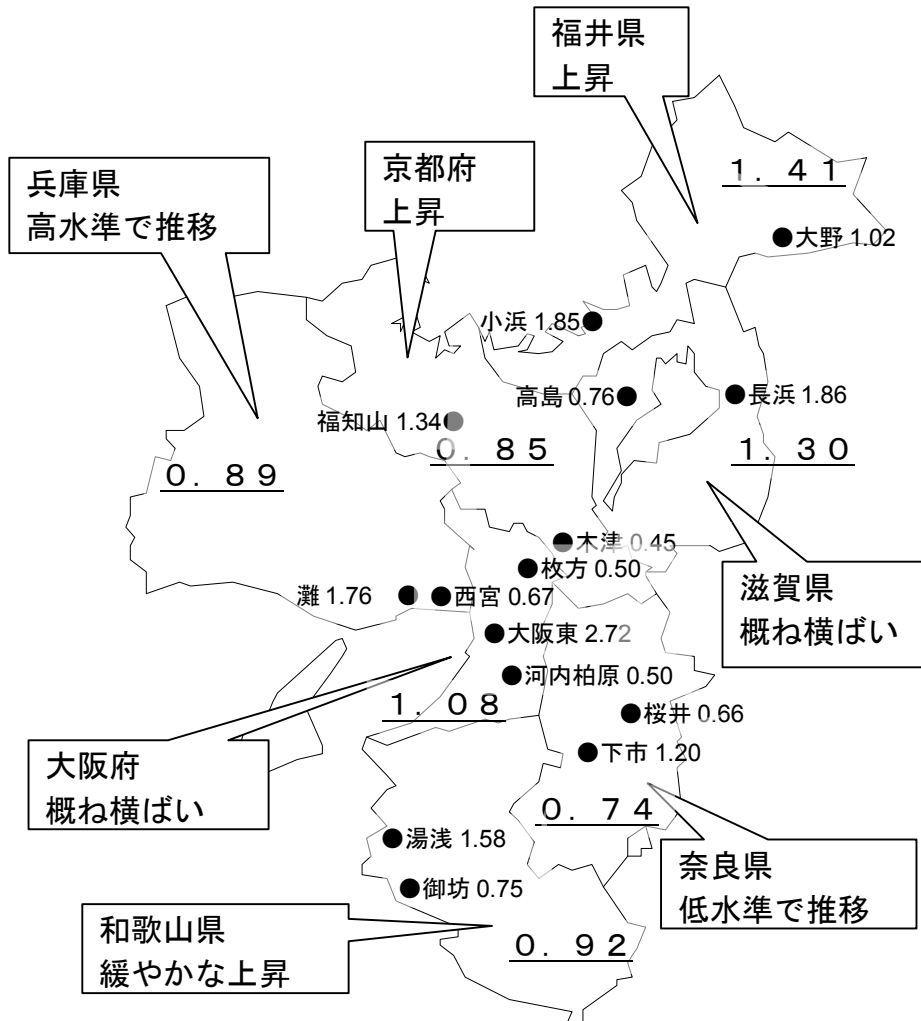 福井県
上昇
京都府
上昇
兵庫県
高水準で推移
１．４１
大野 1.02
小浜 1.85
高島 0.76
長浜 1.86
福知山 1.34
０．８５
１．３０
０．８９
木津 0.45
枚方 0.50
滋賀県
概ね横ばい
灘 1.76
西宮 0.67
大阪東 2.72
河内柏原 0.50
１．０８
桜井 0.66
大阪府
概ね横ばい
下市 1.20
０．７４
湯浅 1.58
奈良県
低水準で推移
御坊 0.75
和歌山県
緩やかな上昇
０．９２